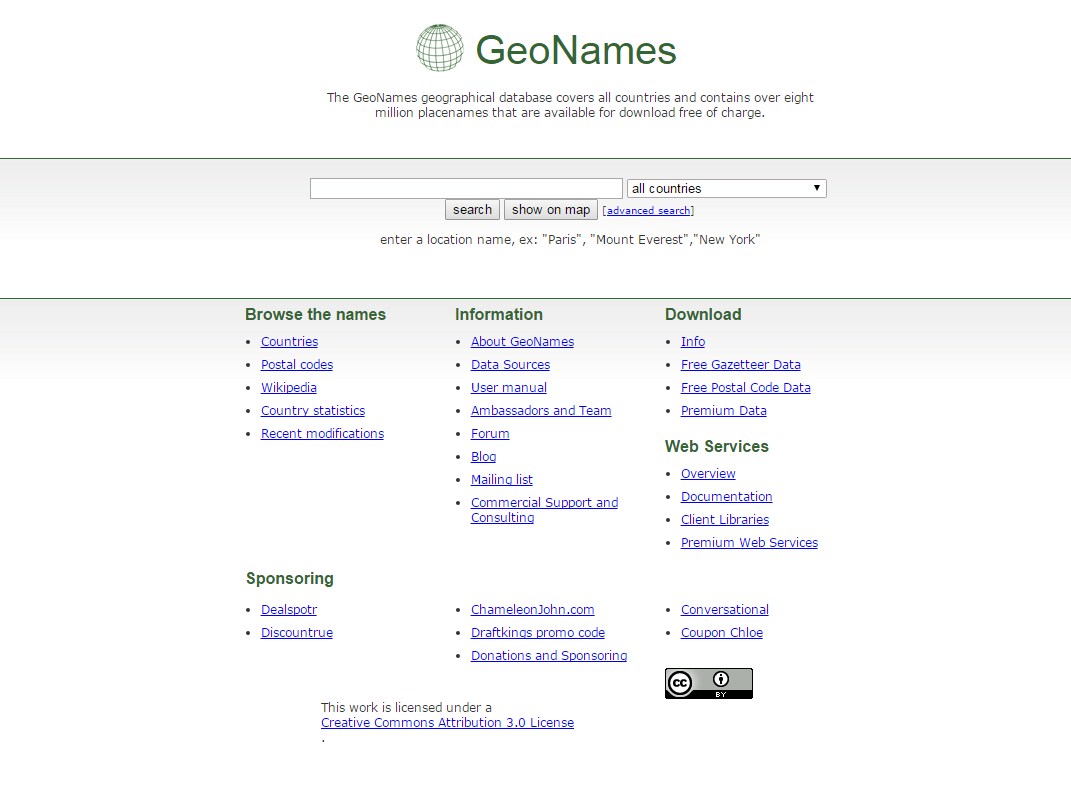 GeoNames
The GeoNames geographical database covers all countries and contains over eight
million placenames that are available for download free of charge.
all countries
search show on map [advanced search]
enter a location name, ex: "Paris", "Mount Everest","New York"
Browse the names
Countries
Postal codes
Wikipedia
Country statistics
Recent modifications
Information
About GeoNames
Data Sources
User manual
Ambassadors and Team
Forum
Blog
Mailing list
Commercial Support and
Consulting
Download
Info
Free Gazetteer Data
Free Postal Code Data
Premium Data
Web Services
Overview
Documentation
Client Libraries
Premium Web Services
Sponsoring
Dealspotr
Discountrue
ChameleonJohn.com
Draftkings promo code
Donations and Sponsoring
Conversational
Coupon Chloe
cc BY
This work is licensed under a
Creative Commons Attribution 3.0 License
.